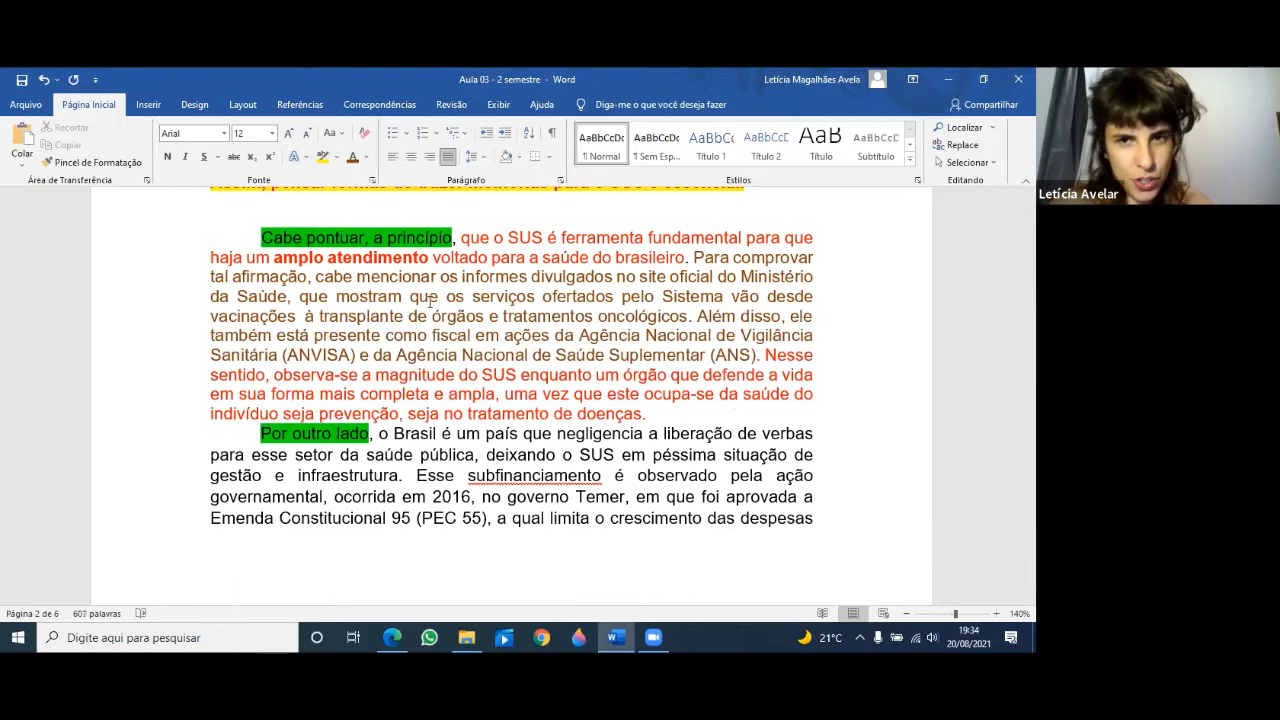 Aula 03 - 2 semestre - Word
Letícia Magalhães Avela
Arquivo Página Inicial Inserir Design Layout Referências Correspondências Revisão Exibir Ajuda Diga-me o que você deseja fazer Compartilhar
Colar
Recortar
Copiar
Pincel de Formatação
Área de Transferência
Arial 12
Fonte
Parágrafo
AaBbCcDc AaBbCcDc AaBbC AaBbCcD AaB AaBbCcD
¶ Normal ¶ Sem Esp... Título 1 Título 2 Título Subtítulo
Estilos
Localizar
Replace
Selecionar
Editando
Letícia Avelar
Assim, pensar formas de trazer melhorias para o SUS é essencial.
Cabe pontuar, a princípio, que o SUS é ferramenta fundamental para que
haja um amplo atendimento voltado para a saúde do brasileiro. Para comprovar
tal afirmação, cabe mencionar os informes divulgados no site oficial do Ministério
da Saúde, que mostram que os serviços ofertados pelo Sistema vão desde
vacinações à transplante de órgãos e tratamentos oncológicos. Além disso, ele
também está presente como fiscal em ações da Agência Nacional de Vigilância
Sanitária (ANVISA) e da Agência Nacional de Saúde Suplementar (ANS). Nesse
sentido, observa-se a magnitude do SUS enquanto um órgão que defende a vida
em sua forma mais completa e ampla, uma vez que este ocupa-se da saúde do
indivíduo seja prevenção, seja no tratamento de doenças.
Por outro lado, o Brasil é um país que negligencia a liberação de verbas
para esse setor da saúde pública, deixando o SUS em péssima situação de
gestão e infraestrutura. Esse subfinanciamento é observado pela ação
governamental, ocorrida em 2016, no governo Temer, em que foi aprovada a
Emenda Constitucional 95 (PEC 55), a qual limita o crescimento das despesas
Página 2 de 6 607 palavras 140%
Digite aqui para pesquisar
21°C
19:34
20/08/2021